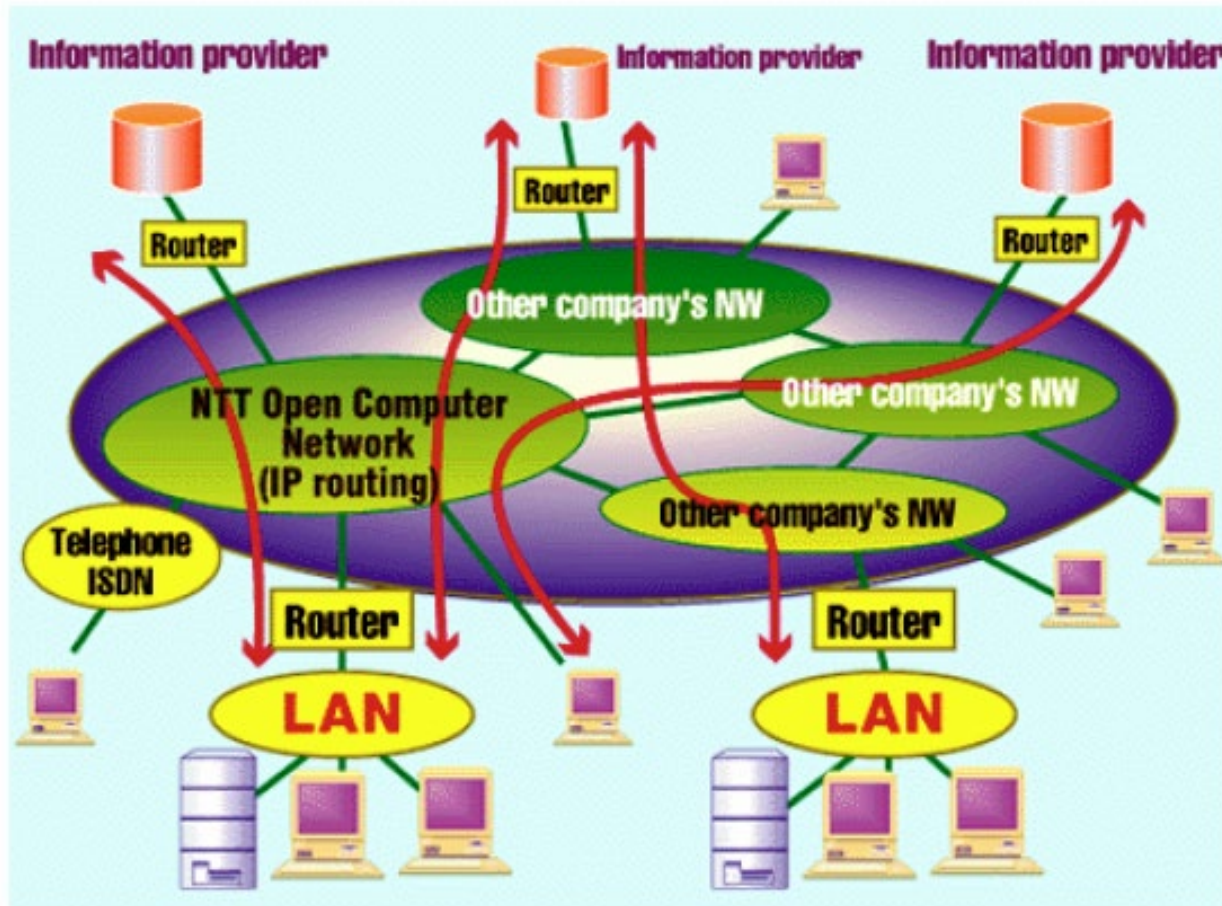 Information provider
Information provider
Information provider
Router
Router
Router
Other company's NW
Other company's NW
NTT Open Computer
Network
(IP routing)
Other company's NW
Telephone
ISDN
Router
Router
LAN
LAN